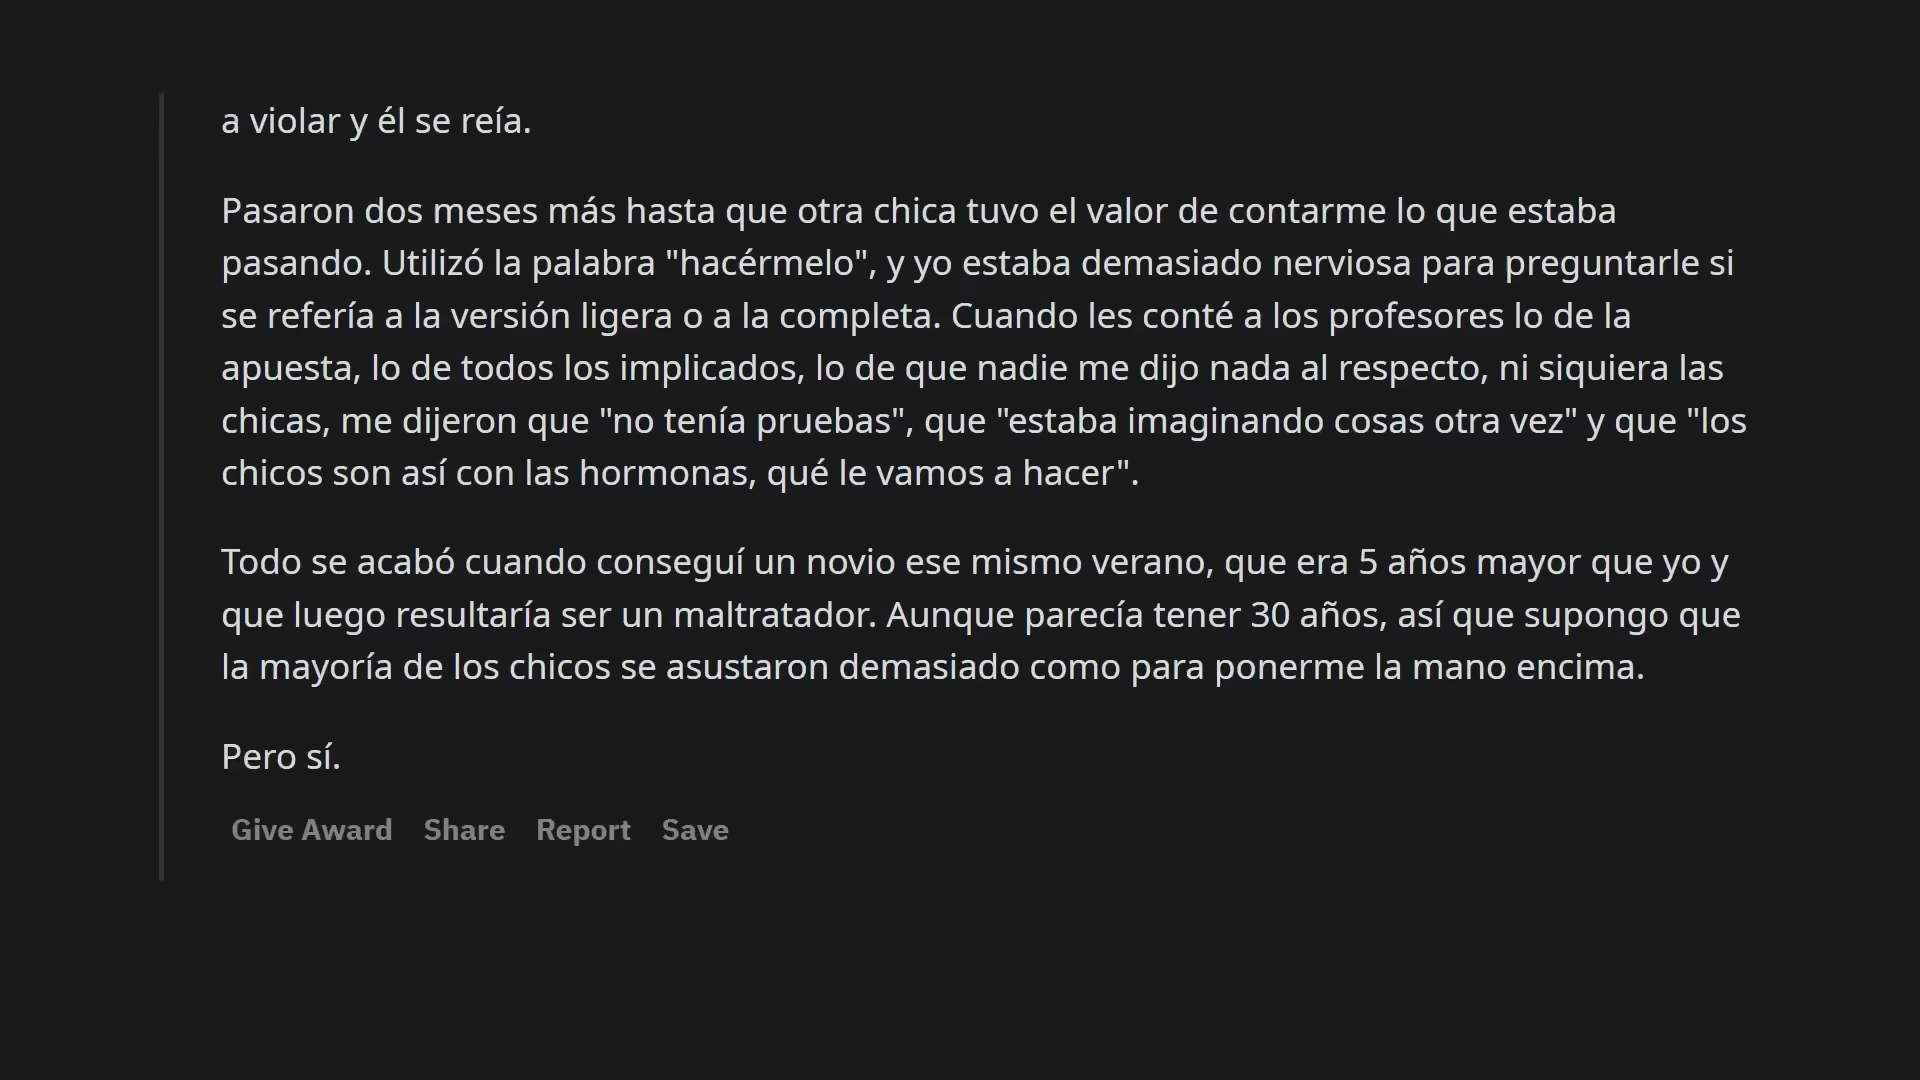 a violar y él se reía.
Pasaron dos meses más hasta que otra chica tuvo el valor de contarme lo que estaba
pasando. Utilizó la palabra "hacérmelo", y yo estaba demasiado nerviosa para preguntarle si
se refería a la versión ligera o a la completa. Cuando les conté a los profesores lo de la
apuesta, lo de todos los implicados, lo de que nadie me dijo nada al respecto, ni siquiera las
chicas, me dijeron que "no tenía pruebas", que "estaba imaginando cosas otra vez" y que "los
chicos son así con las hormonas, qué le vamos a hacer".
Todo se acabó cuando conseguí un novio ese mismo verano, que era 5 años mayor que yo y
que luego resultaría ser un maltratador. Aunque parecía tener 30 años, así que supongo que
la mayoría de los chicos se asustaron demasiado como para ponerme la mano encima.
Pero sí.
Give Award Share Report Save